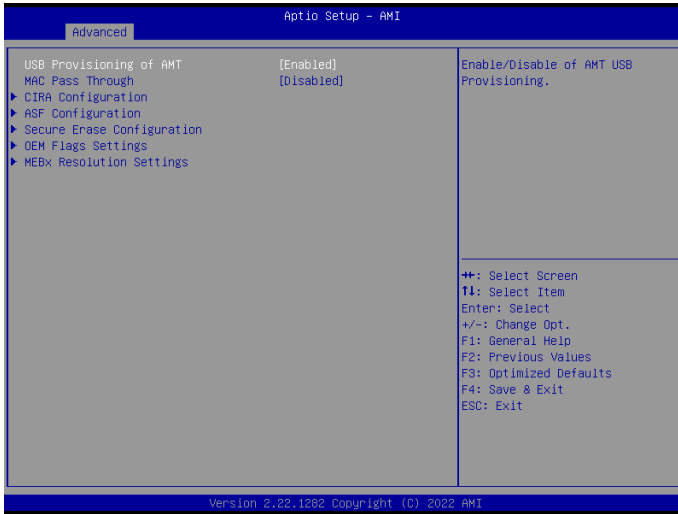 Aptio Setup – AMI
Advanced
USB Provisioning of AMT [Enabled]
MAC Pass Through [Disabled]
CIRA Configuration
ASF Configuration
Secure Erase Configuration
OEM Flags Settings
MEBx Resolution Settings
Enable/Disable of AMT USB
Provisioning.
→←: Select Screen
↑↓: Select Item
Enter: Select
+/-: Change Opt.
F1: General Help
F2: Previous Values
F3: Optimized Defaults
F4: Save & Exit
ESC: Exit
Version 2.22.1282 Copyright (C) 2022 AMI